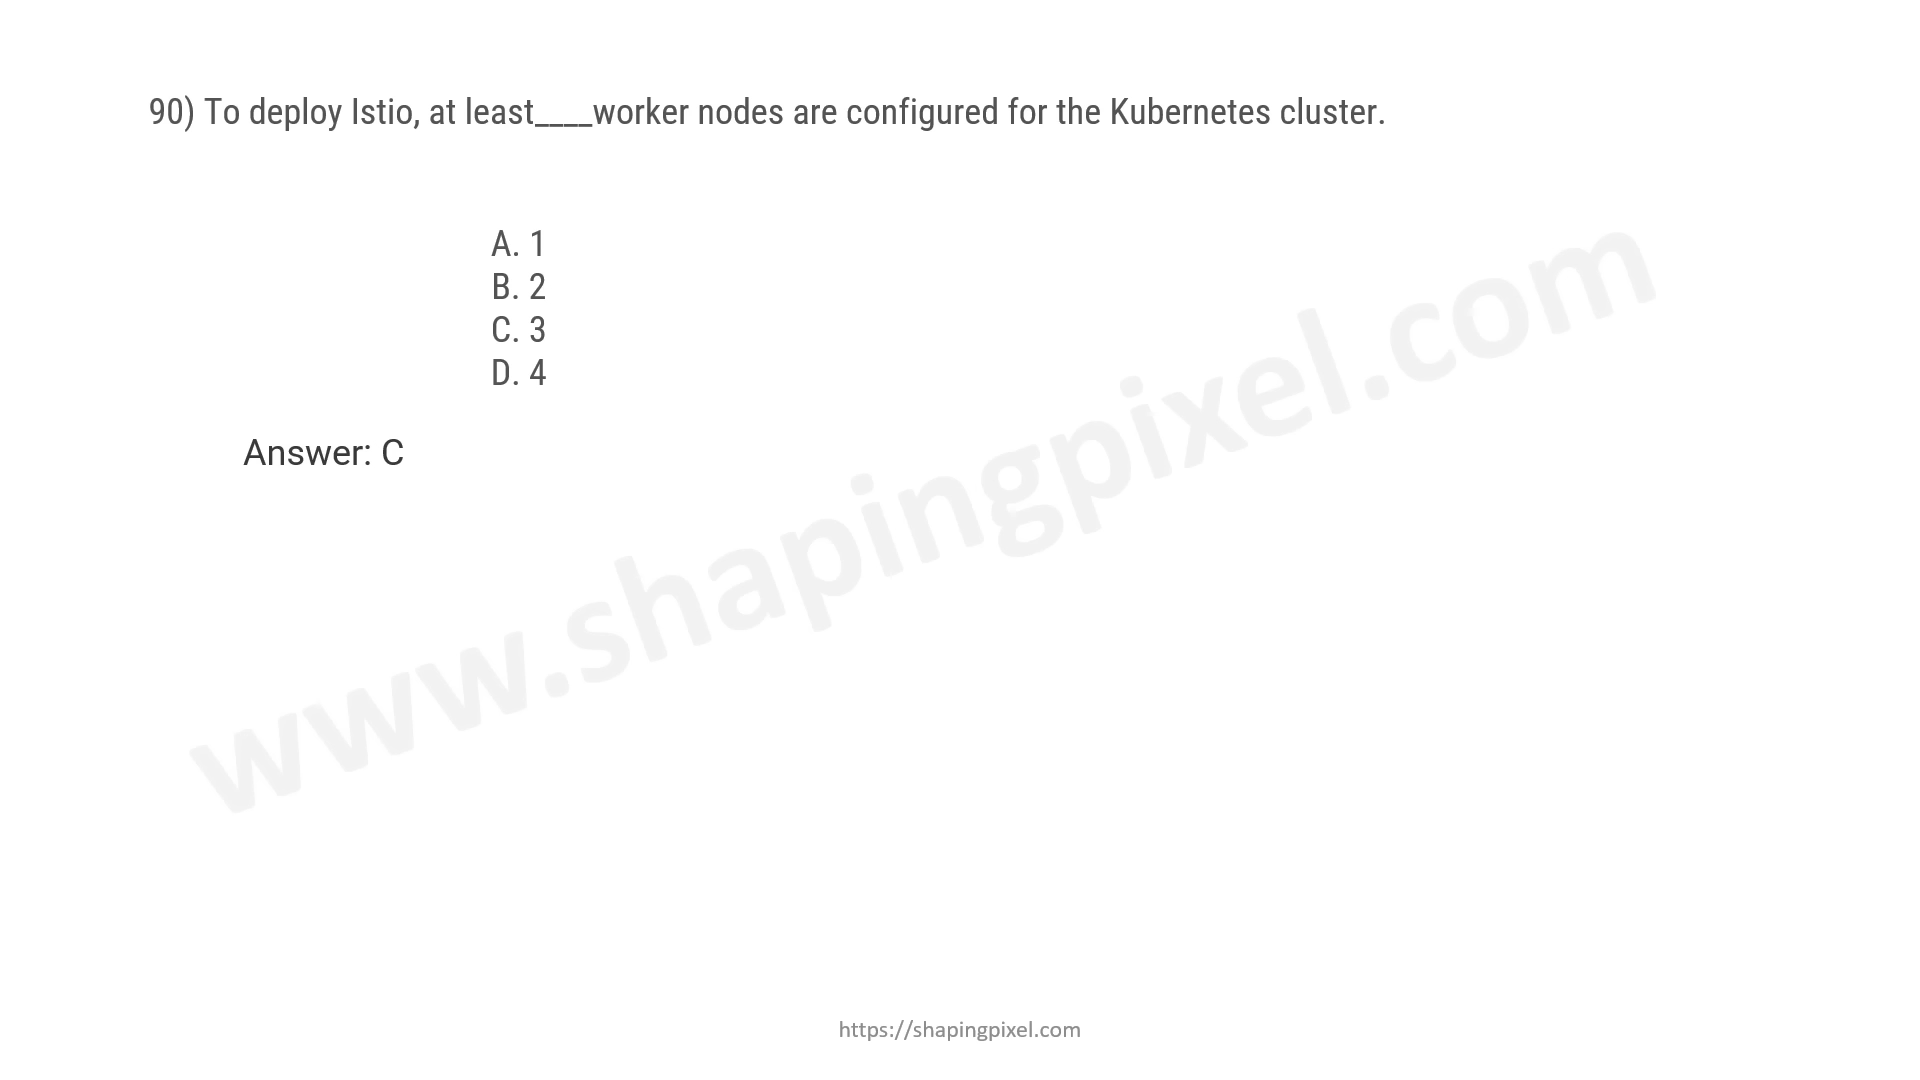 90) To deploy Istio, at least____worker nodes are configured for the Kubernetes cluster.
A. 1
B. 2
C. 3
D. 4
Answer: C
www.shapingpixel.com
https://shapingpixel.com